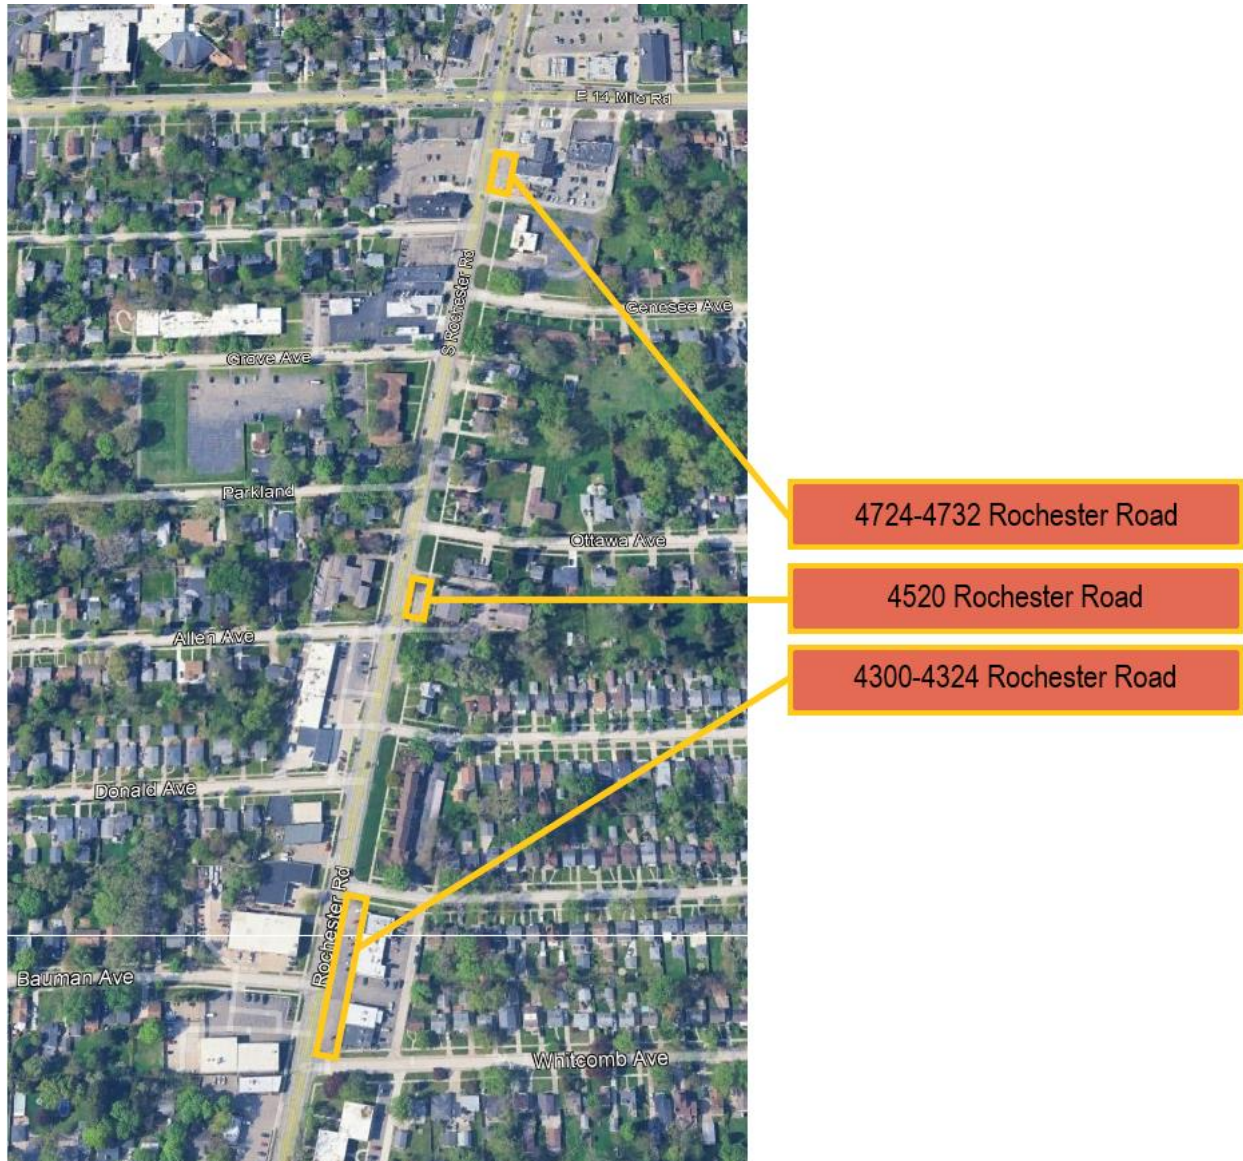 E 14 Mile Rd
S Rochester Rd
Genesee Ave
Grove Ave
Parkland
Ottawa Ave
Allen Ave
Donald Ave
Rochester Rd
Bauman Ave
Whitcomb Ave
4724-4732 Rochester Road
4520 Rochester Road
4300-4324 Rochester Road